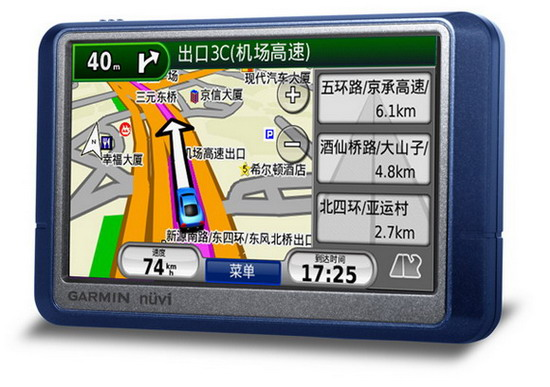 40m
出口3C(机场高速)
场
现代汽车大厦
三元东桥
京信大厦
五环路/京承高速/
6.1km
P
幸福大厦
机场高速出口
希尔顿酒店
酒仙桥路/大山子/
4.8km
新源南路/东四环/东风北桥出口
北四环/亚运村
2.7km
速度
74 km h
菜单
到达时间
17:25
GARMIN nüvi